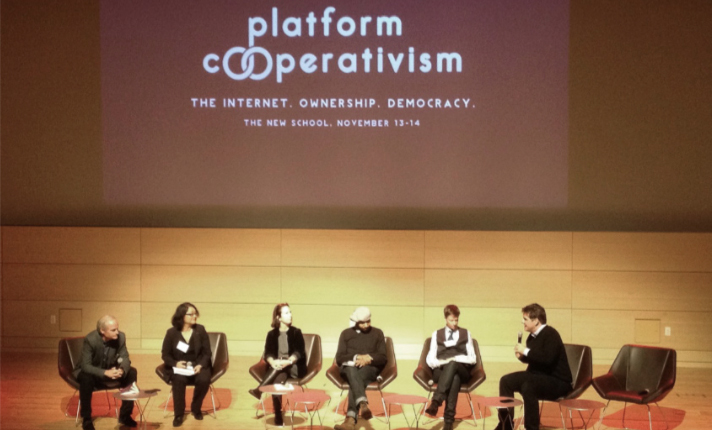 platform
cooperativism
THE INTERNET. OWNERSHIP. DEMOCRACY.
THE NEW SCHOOL, NOVEMBER 13-14